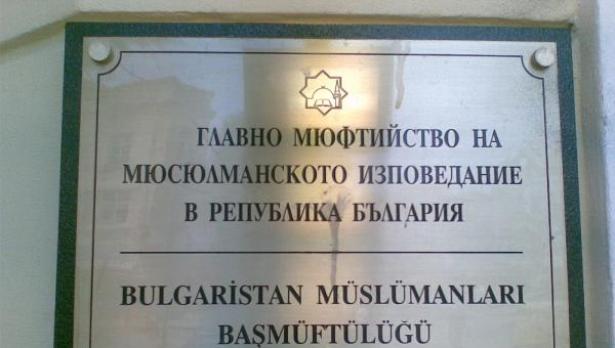 ГЛАВНО МЮФТИЙСТВО НА
МЮСЮЛМАНСКОТО ИЗПОВЕДАНИЕ
В РЕПУБЛИКА БЪЛГАРИЯ
BULGARİSTAN MÜSLÜMANLARI
BAŞMÜFTÜLÜĞÜ